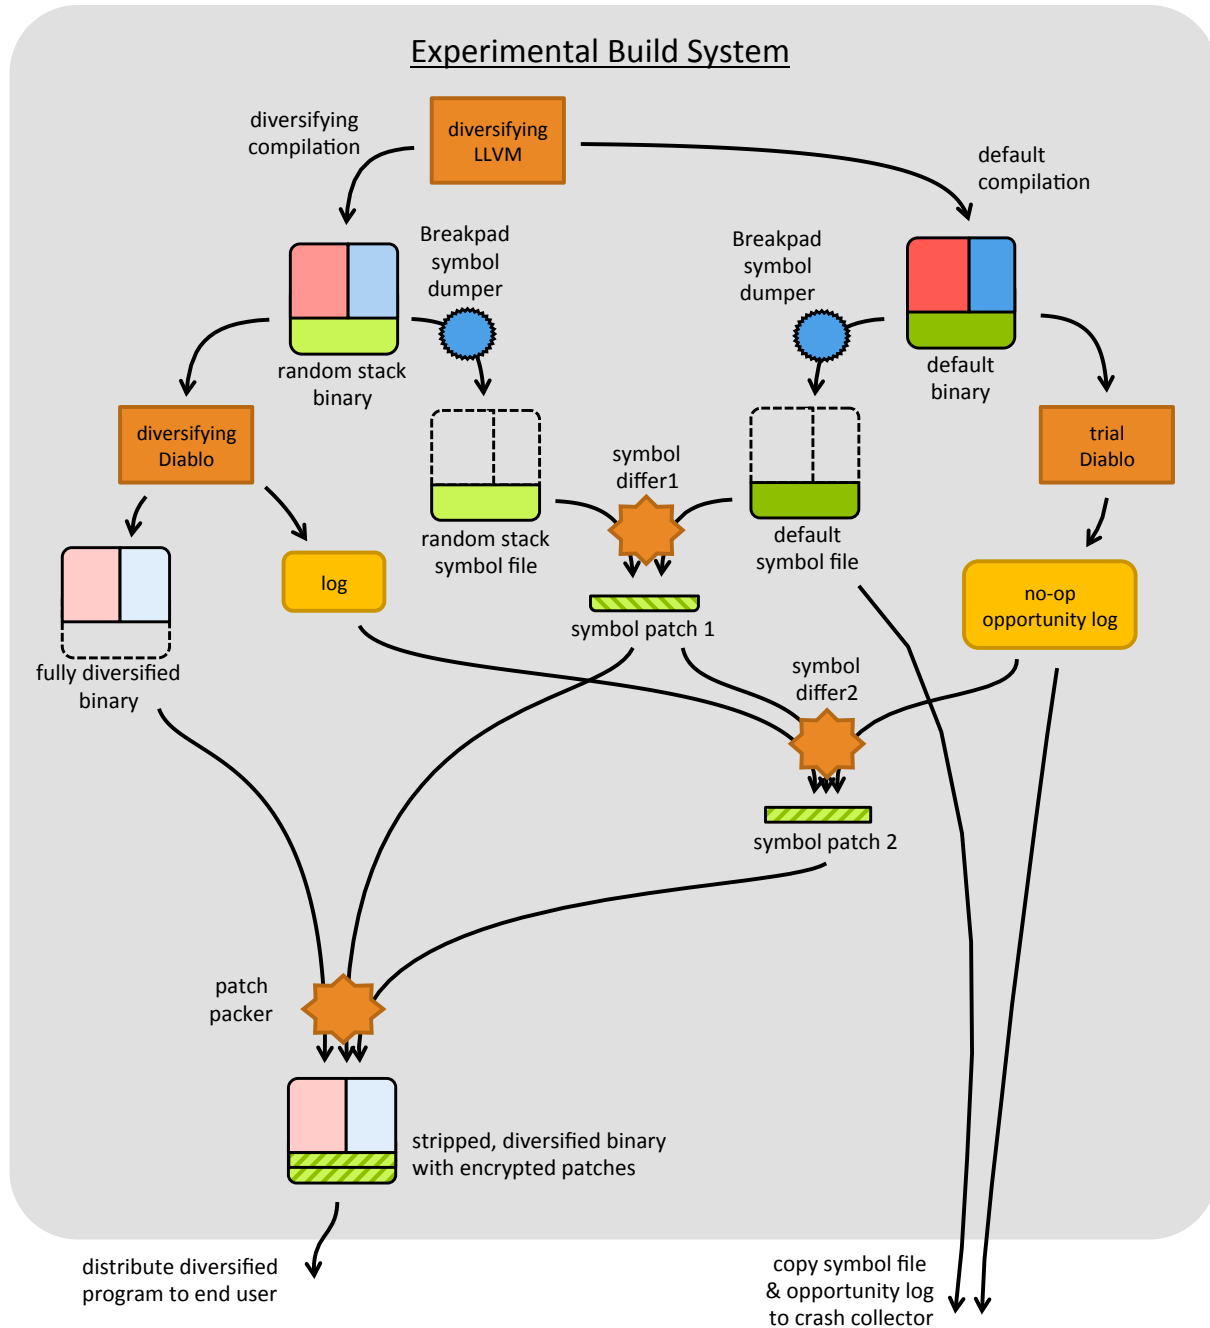 Experimental Build System
diversifying
compilation
diversifying
LLVM
default
compilation
Breakpad
symbol
dumper
Breakpad
symbol
dumper
random stack
binary
default
binary
diversifying
Diablo
symbol
differ1
trial
Diablo
random stack
symbol file
default
symbol file
log
no-op
opportunity log
symbol patch 1
fully diversified
binary
symbol
differ2
symbol patch 2
patch
packer
stripped, diversified binary
with encrypted patches
distribute diversified
program to end user
copy symbol file
& opportunity log
to crash collector